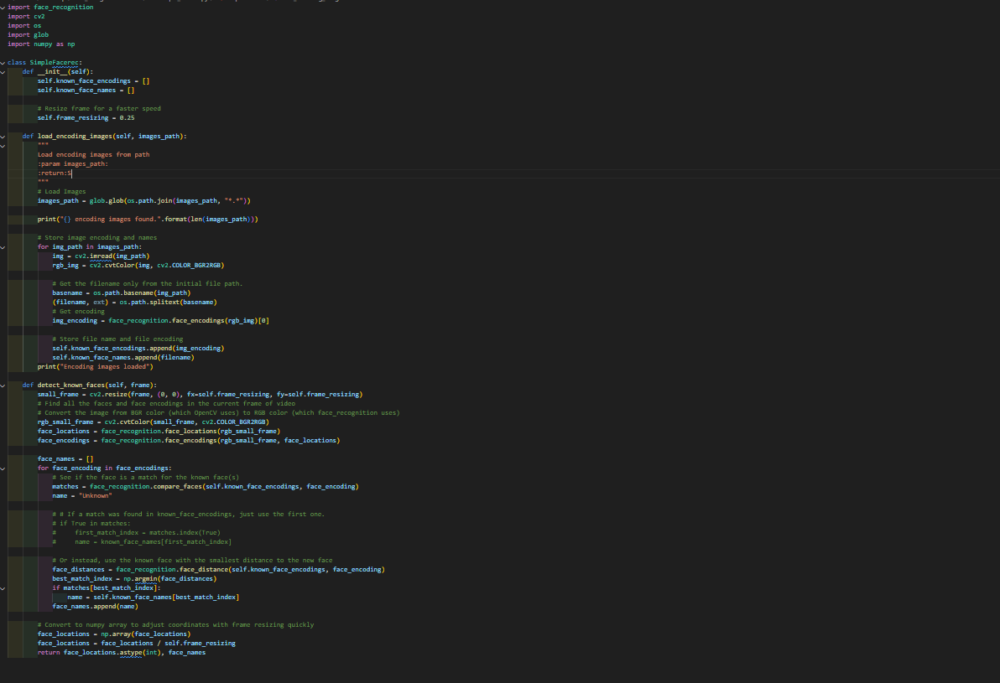 import face_recognition
import cv2
import os
import glob
import numpy as np
class SimpleFacerec:
def __init__(self):
self.known_face_encodings = []
self.known_face_names = []
# Resize frame for a faster speed
self.frame_resizing = 0.25
def load_encoding_images(self, images_path):
"""
Load encoding images from path
:param images_path:
:return:S
"""
# Load Images
images_path = glob.glob(os.path.join(images_path, "*.*"))
print("{} encoding images found.".format(len(images_path)))
# Store image encoding and names
for img_path in images_path:
img = cv2.imread(img_path)
rgb_img = cv2.cvtColor(img, cv2.COLOR_BGR2RGB)
# Get the filename only from the initial file path.
basename = os.path.basename(img_path)
(filename, ext) = os.path.splitext(basename)
# Get encoding
img_encoding = face_recognition.face_encodings(rgb_img)[0]
# Store file name and file encoding
self.known_face_encodings.append(img_encoding)
self.known_face_names.append(filename)
print("Encoding images loaded")
def detect_known_faces(self, frame):
small_frame = cv2.resize(frame, (0, 0), fx=self.frame_resizing, fy=self.frame_resizing)
# Find all the faces and face encodings in the current frame of video
# Convert the image from BGR color (which OpenCV uses) to RGB color (which face_recognition uses)
rgb_small_frame = cv2.cvtColor(small_frame, cv2.COLOR_BGR2RGB)
face_locations = face_recognition.face_locations(rgb_small_frame)
face_encodings = face_recognition.face_encodings(rgb_small_frame, face_locations)
face_names = []
for face_encoding in face_encodings:
# See if the face is a match for the known face(s)
matches = face_recognition.compare_faces(self.known_face_encodings, face_encoding)
name = "Unknown"
# # If a match was found in known_face_encodings, just use the first one.
# if True in matches:
#     first_match_index = matches.index(True)
#     name = known_face_names[first_match_index]
# Or instead, use the known face with the smallest distance to the new face
face_distances = face_recognition.face_distance(self.known_face_encodings, face_encoding)
best_match_index = np.argmin(face_distances)
if matches[best_match_index]:
name = self.known_face_names[best_match_index]
face_names.append(name)
# Convert to numpy array to adjust coordinates with frame resizing quickly
face_locations = np.array(face_locations)
face_locations = face_locations / self.frame_resizing
return face_locations.astype(int), face_names